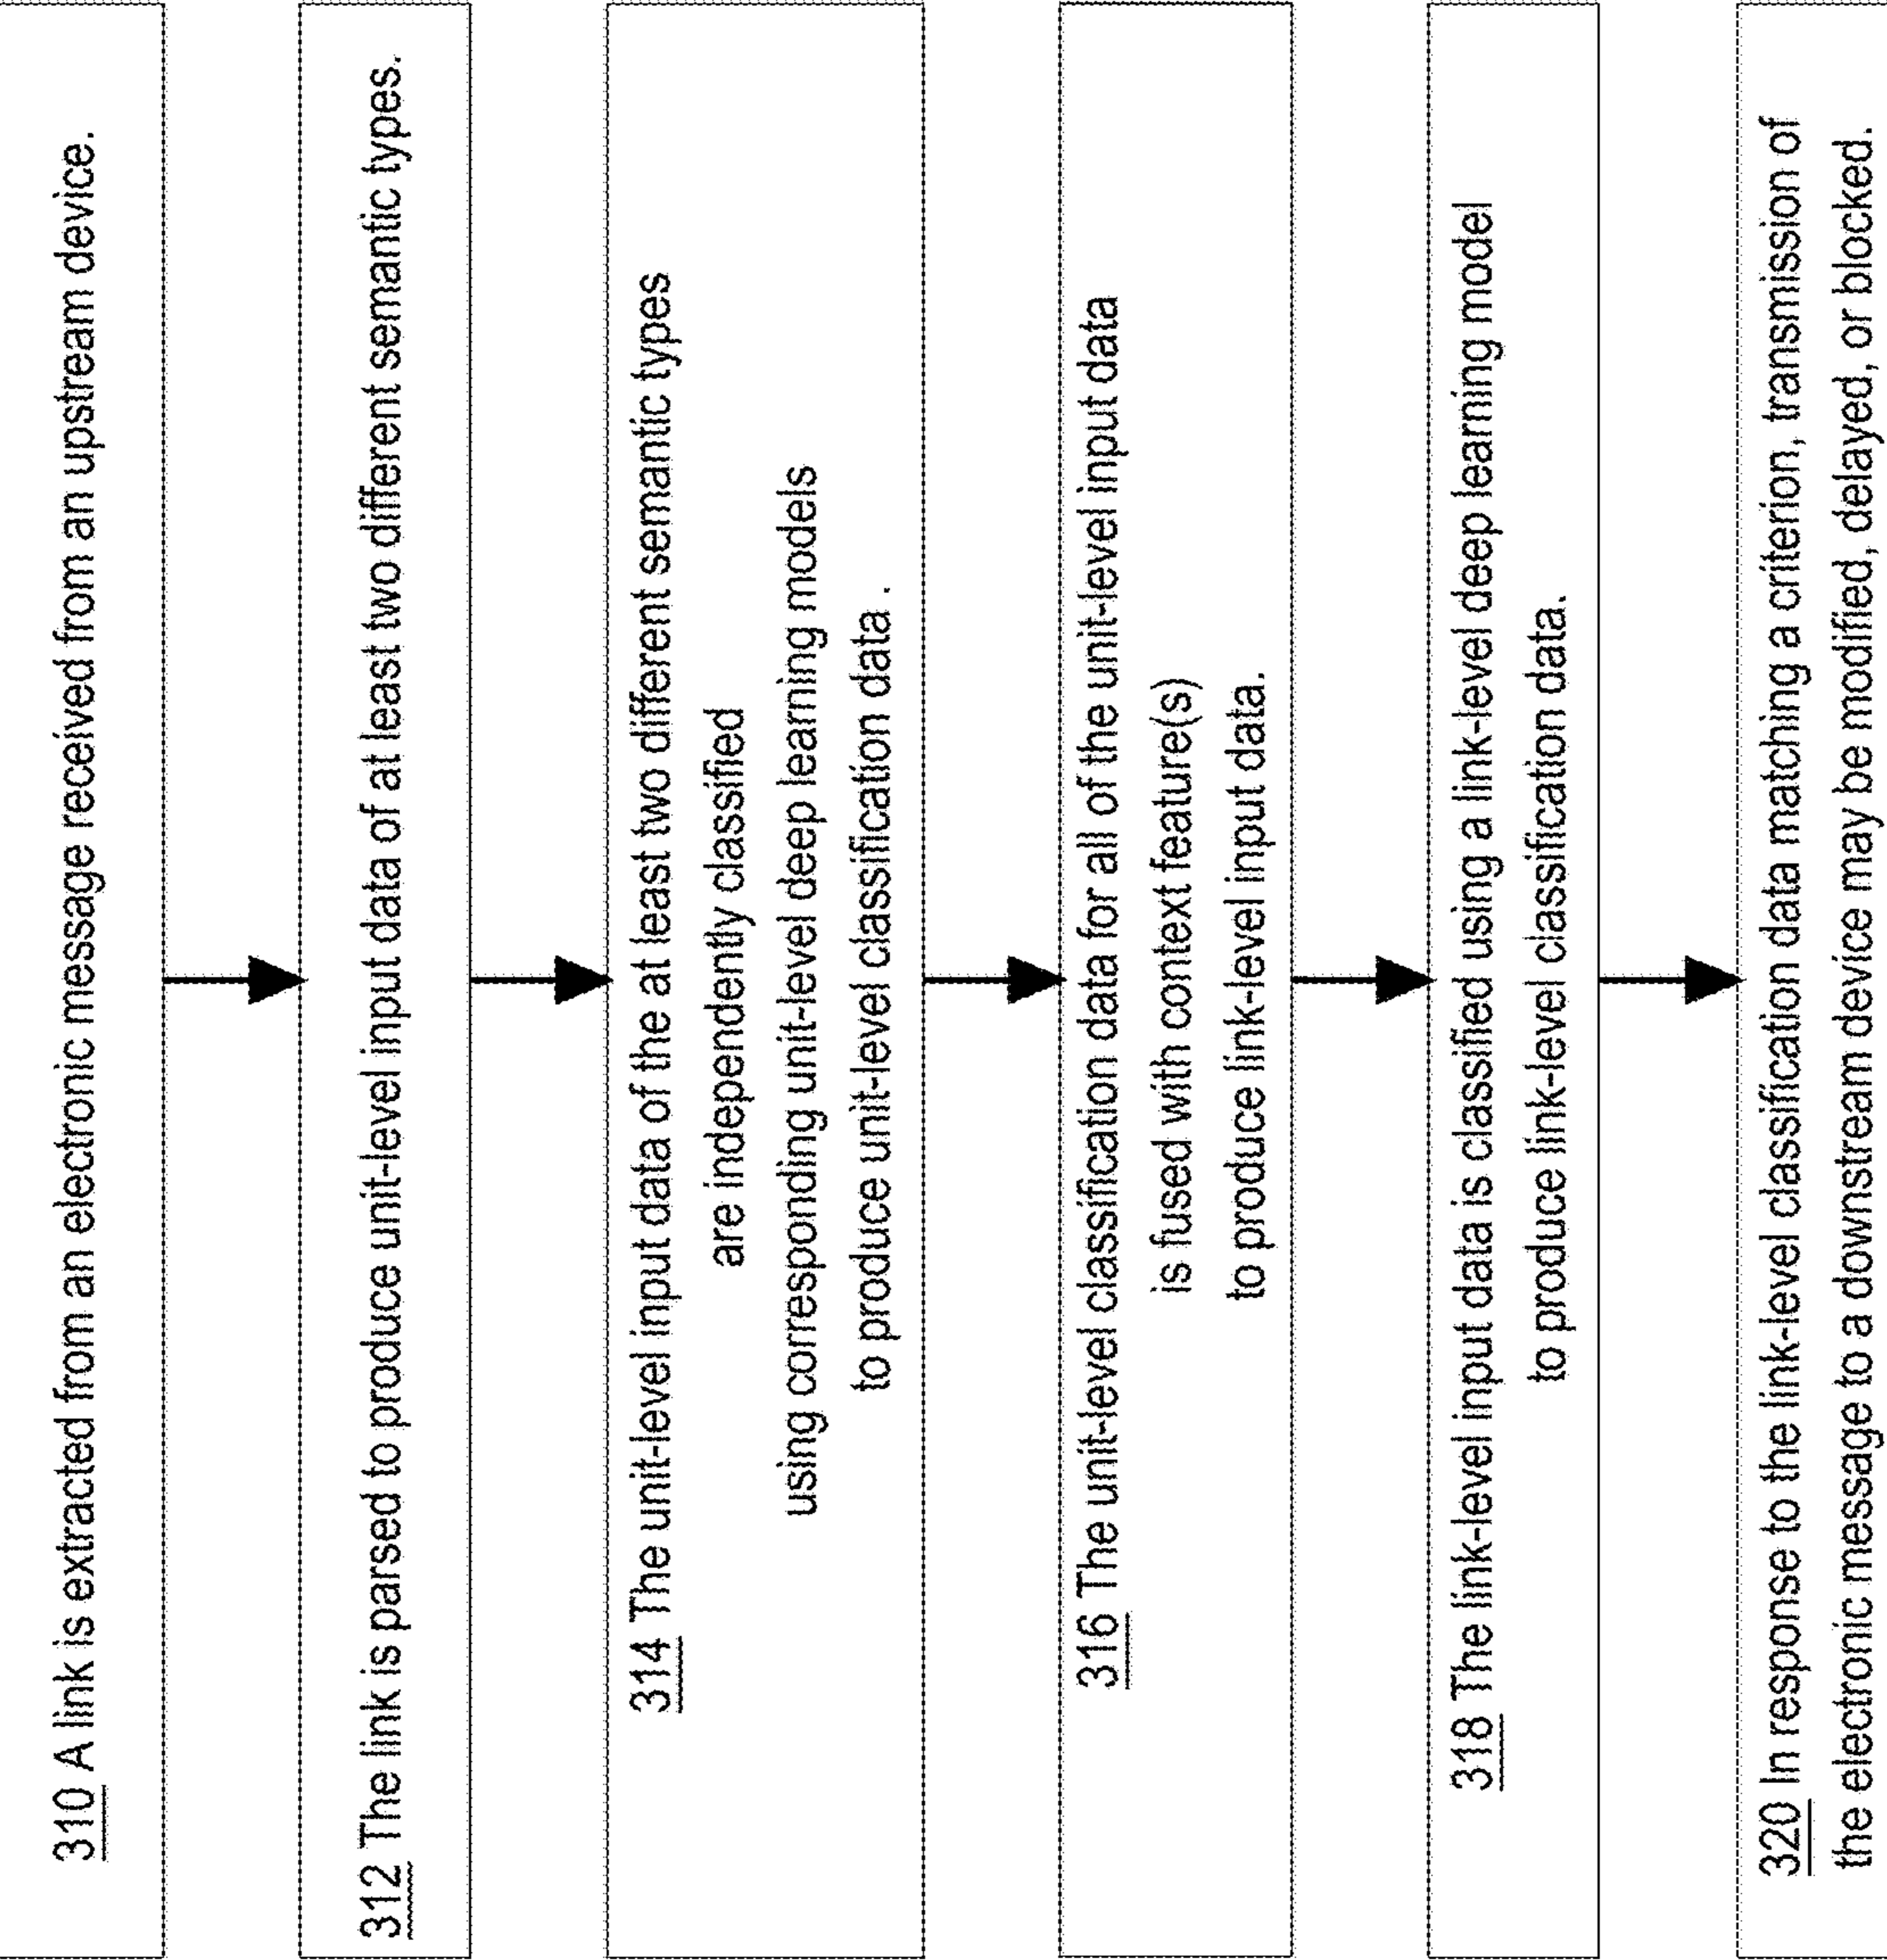 310 A link is extracted from an electronic message received from an upstream device.
312 The link is parsed to produce unit-level input data of at least two different semantic types.
314 The unit-level input data of the at least two different semantic types
are independently classified
using corresponding unit-level deep learning models
to produce unit-level classification data .
316 The unit-level classification data for all of the unit-level input data
is fused with context feature(s)
to produce link-level input data.
318 The link-level input data is classified using a link-level deep learning model
to produce link-level classification data.
320 In response to the link-level classification data matching a criterion, transmission of
the electronic message to a downstream device may be modified, delayed, or blocked.